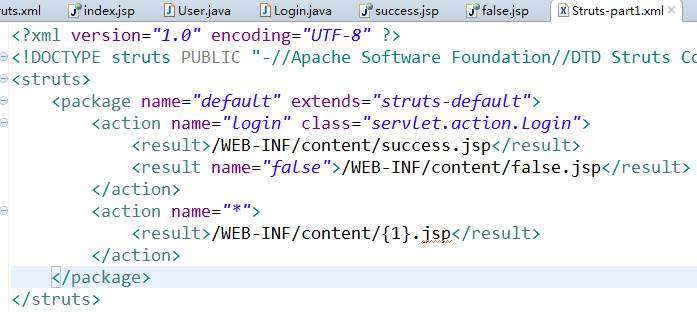 ruts.xml index.jsp User.java Login.java success.jsp false.jsp Struts-part1.xml
<?xml version="1.0" encoding="UTF-8" ?>
<!DOCTYPE struts PUBLIC "-//Apache Software Foundation//DTD Struts Co
<struts>
    <package name="default" extends="struts-default">
        <action name="login" class="servlet.action.Login">
            <result>/WEB-INF/content/success.jsp</result>
            <result name="false">/WEB-INF/content/false.jsp</result>
        </action>
        <action name="*">
            <result>/WEB-INF/content/{1}.jsp</result>
        </action>
    </package>
</struts>